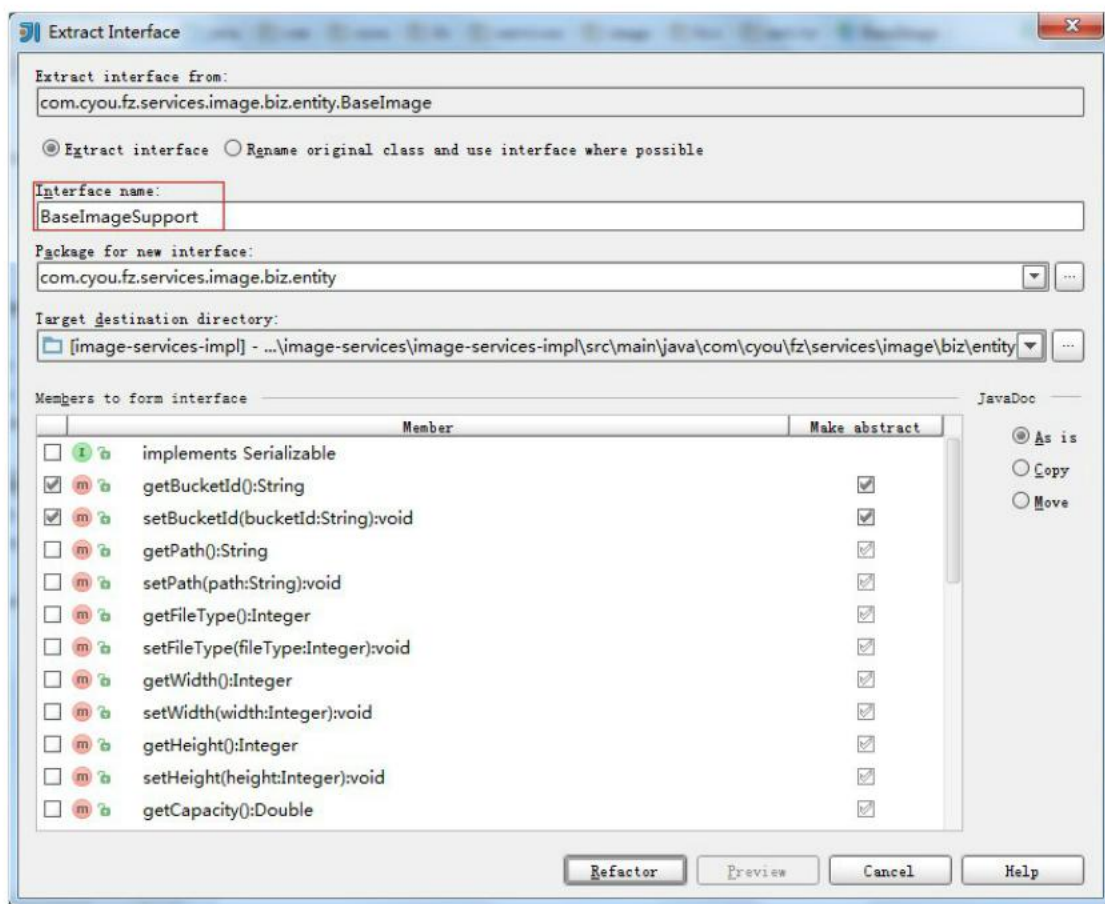 Extract Interface
Extract interface from:
com.cyou.fz.services.image.biz.entity.BaseImage
Extract interface Rename original class and use interface where possible
Interface name:
BaseImageSupport
Package for new interface:
com.cyou.fz.services.image.biz.entity
...
Target destination directory:
[image-services-impl] - ...\image-services\image-services-impl\src\main\java\com\cyou\fz\services\image\biz\entity
...
Members to form interface
JavaDoc
Member Make abstract
As is
Copy
Move
I implements Serializable
m getBucketId():String
m setBucketId(bucketId:String):void
m getPath():String
m setPath(path:String):void
m getFileType():Integer
m setFileType(fileType:Integer):void
m getWidth():Integer
m setWidth(width:Integer):void
m getHeight():Integer
m setHeight(height:Integer):void
m getCapacity():Double
Refactor Preview Cancel Help